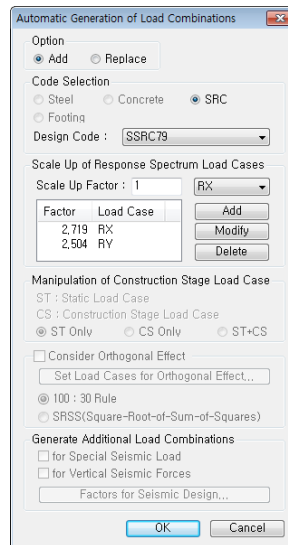 Automatic Generation of Load Combinations
Option
Add Replace
Code Selection
Steel Concrete SRC
Footing
Design Code : SSRC79
Scale Up of Response Spectrum Load Cases
Scale Up Factor : 1 RX
Factor Load Case
2,719 RX
2,504 RY
Add
Modify
Delete
Manipulation of Construction Stage Load Case
ST : Static Load Case
CS : Construction Stage Load Case
ST Only CS Only ST+CS
Consider Orthogonal Effect
Set Load Cases for Orthogonal Effect,,,
100 : 30 Rule
SRSS(Square-Root-of-Sum-of-Squares)
Generate Additional Load Combinations
for Special Seismic Load
for Vertical Seismic Forces
Factors for Seismic Design,,,
OK Cancel